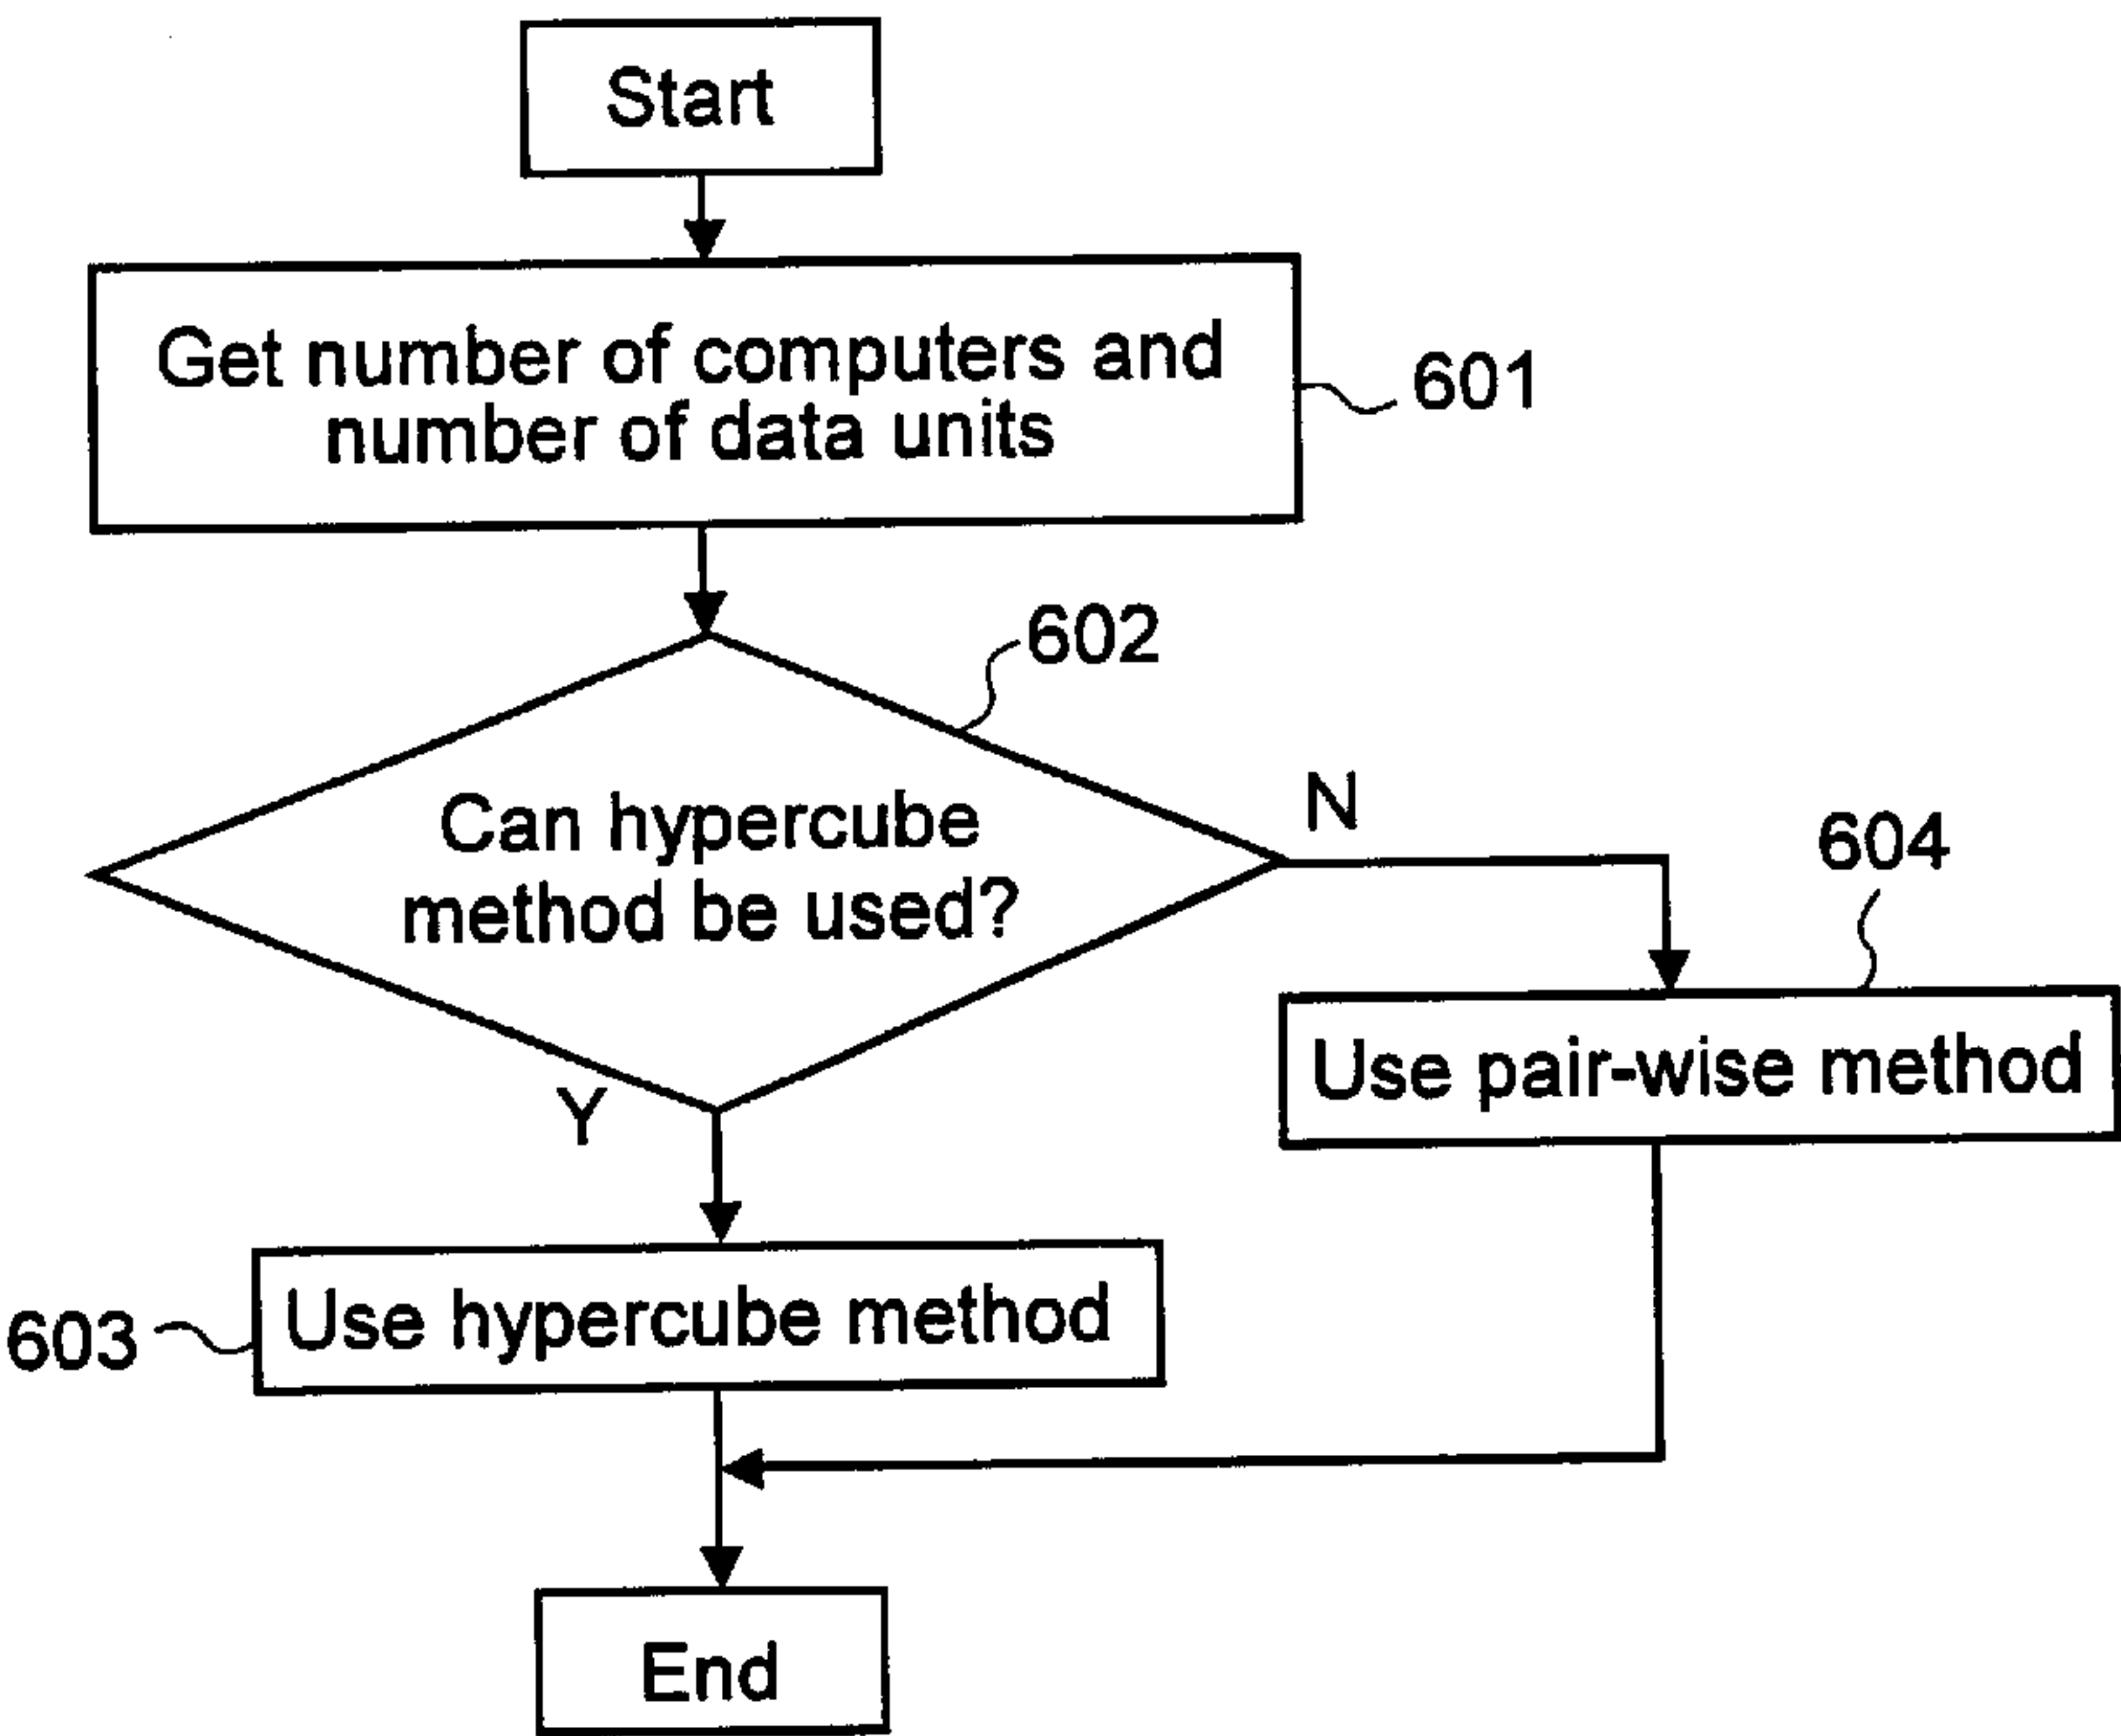 Start
Get number of computers and
number of data units
601
602
Can hypercube
method be used?
N
604
Use pair-wise method
Y
Use hypercube method
603
End